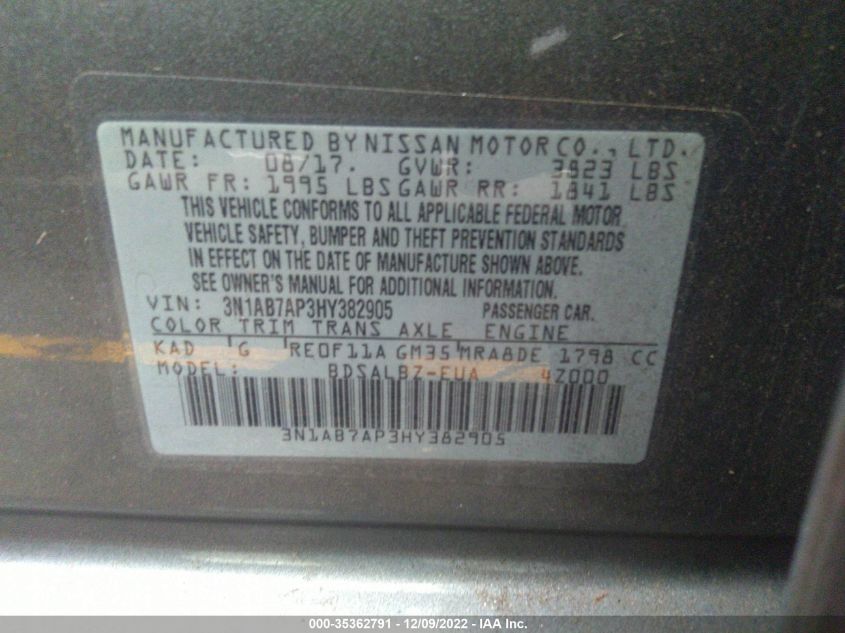 MANUFACTURED BY NISSAN MOTOR CO., LTD.
DATE: 08/17. GVWR: 3823 LBS
GAWR FR: 1995 LBS GAWR RR: 1841 LBS
THIS VEHICLE CONFORMS TO ALL APPLICABLE FEDERAL MOTOR
VEHICLE SAFETY, BUMPER AND THEFT PREVENTION STANDARDS
IN EFFECT ON THE DATE OF MANUFACTURE SHOWN ABOVE.
SEE OWNER'S MANUAL FOR ADDITIONAL INFORMATION.
VIN: 3N1AB7AP3HY382905 PASSENGER CAR.
COLOR TRIM TRANS AXLE ENGINE
KAD G RE0F11A GM35 MRA8DE 1798 CC
MODEL: BDSALBZ-EUA 4Z000
3N1AB7AP3HY382905
000-35362791 - 12/09/2022 - IAA Inc.